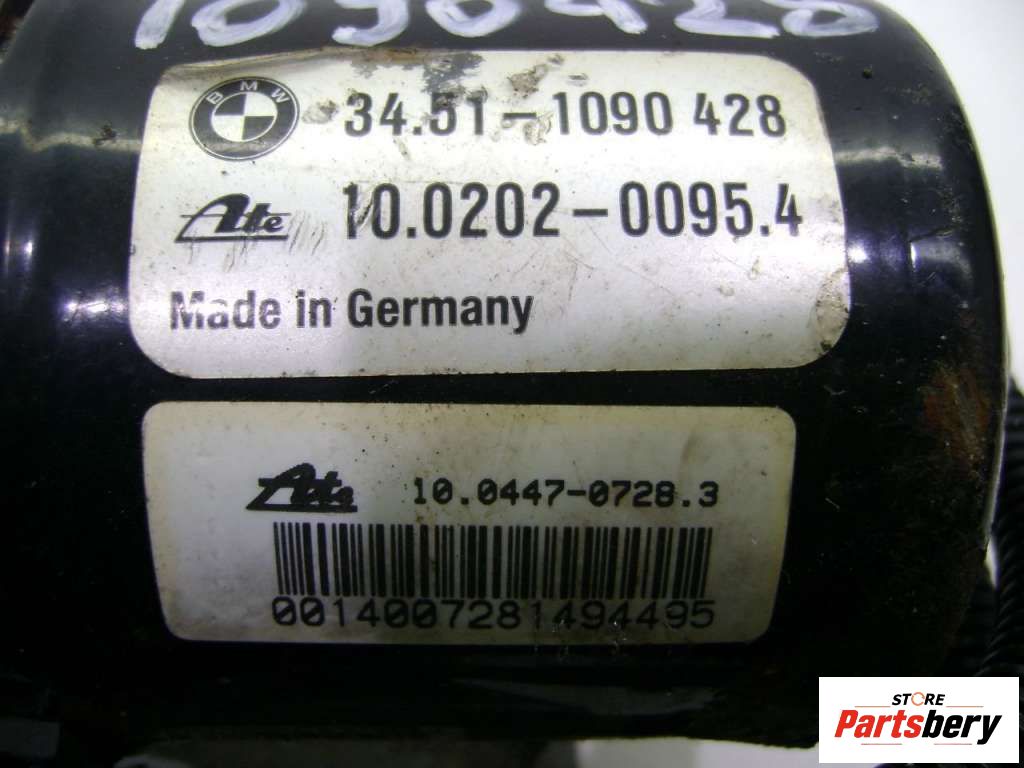 1090428
BMW 34.51-1090 428
Ate 10.0202-0095.4
Made in Germany
Ate 10.0447-0728.3
0014007281494495
STORE
Partsbery